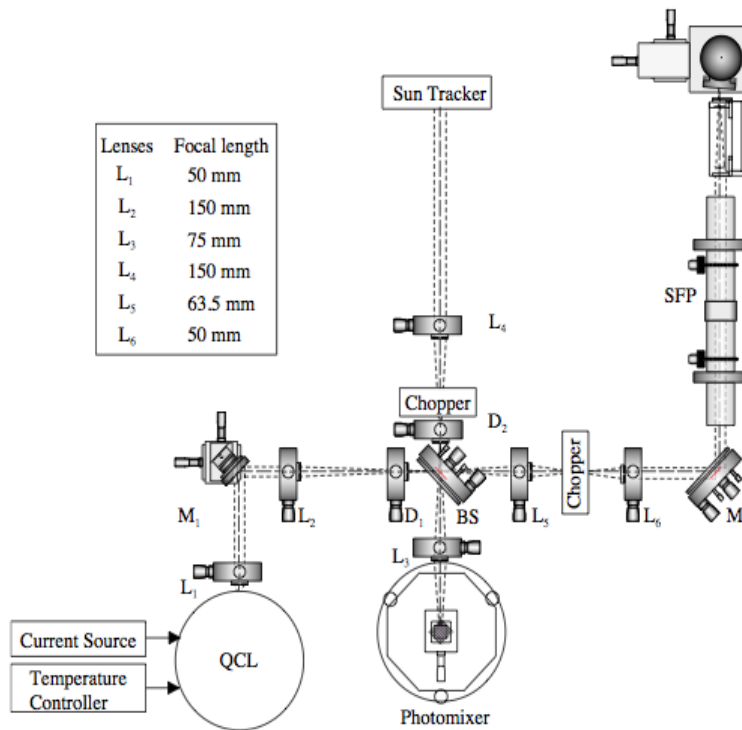 Sun Tracker
Lenses Focal length
L₁ 50 mm
L₂ 150 mm
L₃ 75 mm
L₄ 150 mm
L₅ 63.5 mm
L₆ 50 mm
SFP
L₄
Chopper
D₂
Chopper
M₁
L₂
D₁
BS
L₅
L₆
M
L₃
L₁
Current Source
QCL
Temperature
Controller
Photomixer